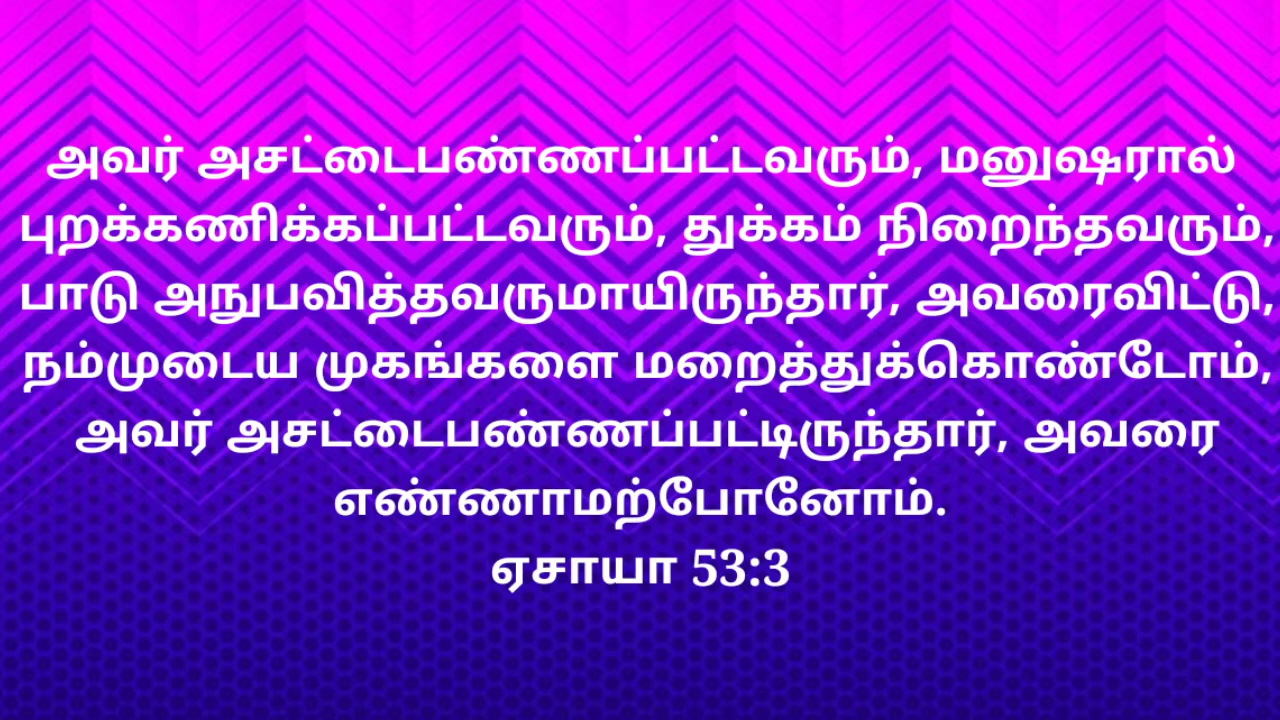 அவர் அசட்டைபண்ணப்பட்டவரும், மனுஷரால்
புறக்கணிக்கப்பட்டவரும், துக்கம் நிறைந்தவரும்,
பாடு அநுபவித்தவருமாயிருந்தார், அவரைவிட்டு,
நம்முடைய முகங்களை மறைத்துக்கொண்டோம்,
அவர் அசட்டைபண்ணப்பட்டிருந்தார், அவரை
எண்ணாமற்போனோம்.
ஏசாயா 53:3